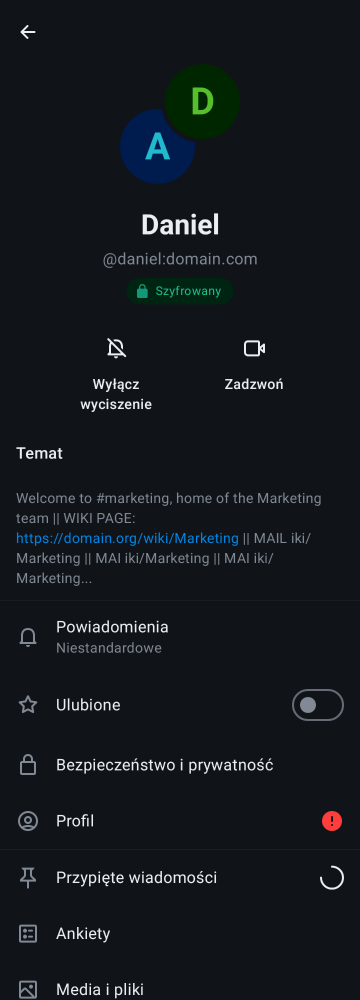 D
A
Daniel
@daniel:domain.com
Szyfrowany
Wyłącz
wyciszenie
Zadzwoń
Temat
Welcome to #marketing, home of the Marketing
team || WIKI PAGE:
https://domain.org/wiki/Marketing || MAIL iki/
Marketing || MAI iki/Marketing || MAI iki/
Marketing...
Powiadomienia
Niestandardowe
Ulubione
Bezpieczeństwo i prywatność
Profil
Przypięte wiadomości
Ankiety
Media i pliki